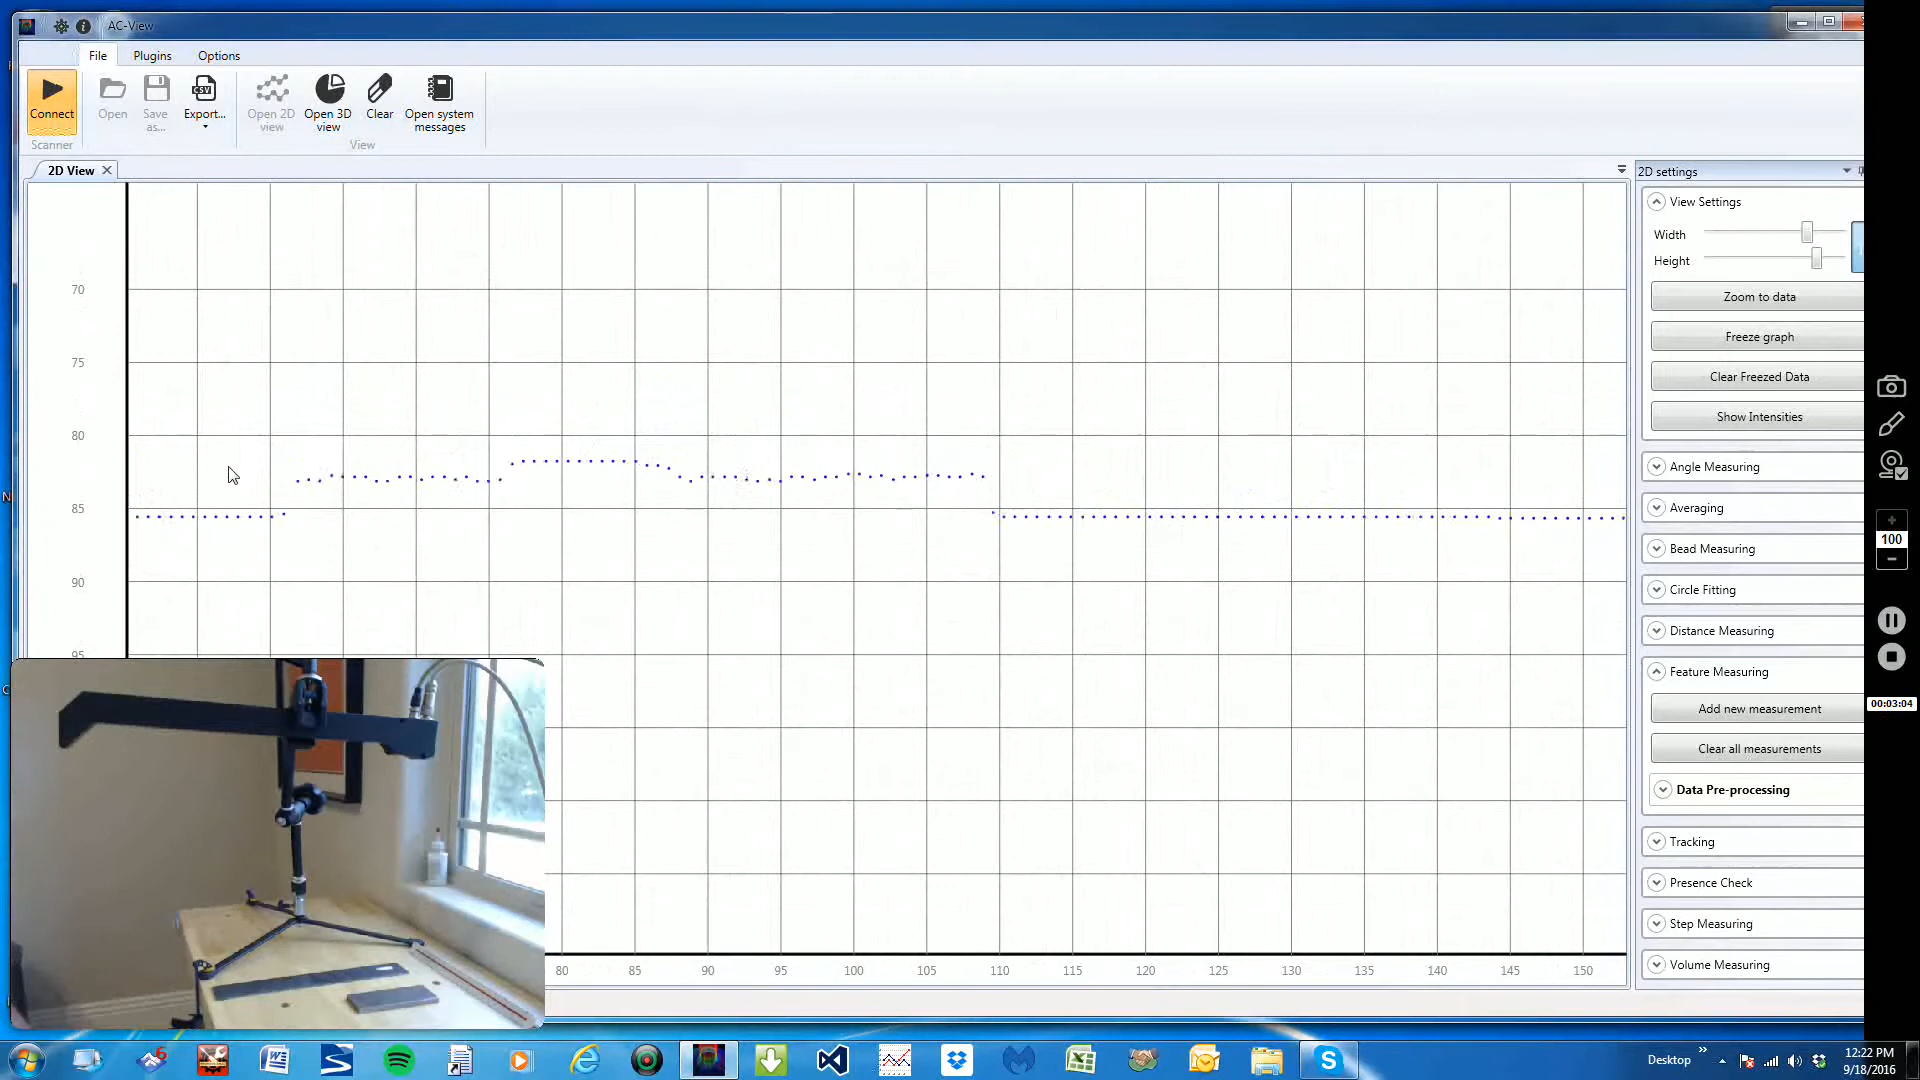 AC-View
File Plugins Options
Connect
Open
Save as...
CSV
Export...
Open 2D view
Open 3D view
Clear
Open system messages
Scanner
View
2D View
70
75
80
85
90
95
80 85 90 95 100 105 110 115 120 125 130 135 140 145 150
2D settings
View Settings
Width
Height
Zoom to data
Freeze graph
Clear Freezed Data
Show Intensities
Angle Measuring
Averaging
Bead Measuring
Circle Fitting
Distance Measuring
Feature Measuring
Add new measurement
Clear all measurements
Data Pre-processing
Tracking
Presence Check
Step Measuring
Volume Measuring
100
00:03:04
Desktop
12:22 PM
9/18/2016